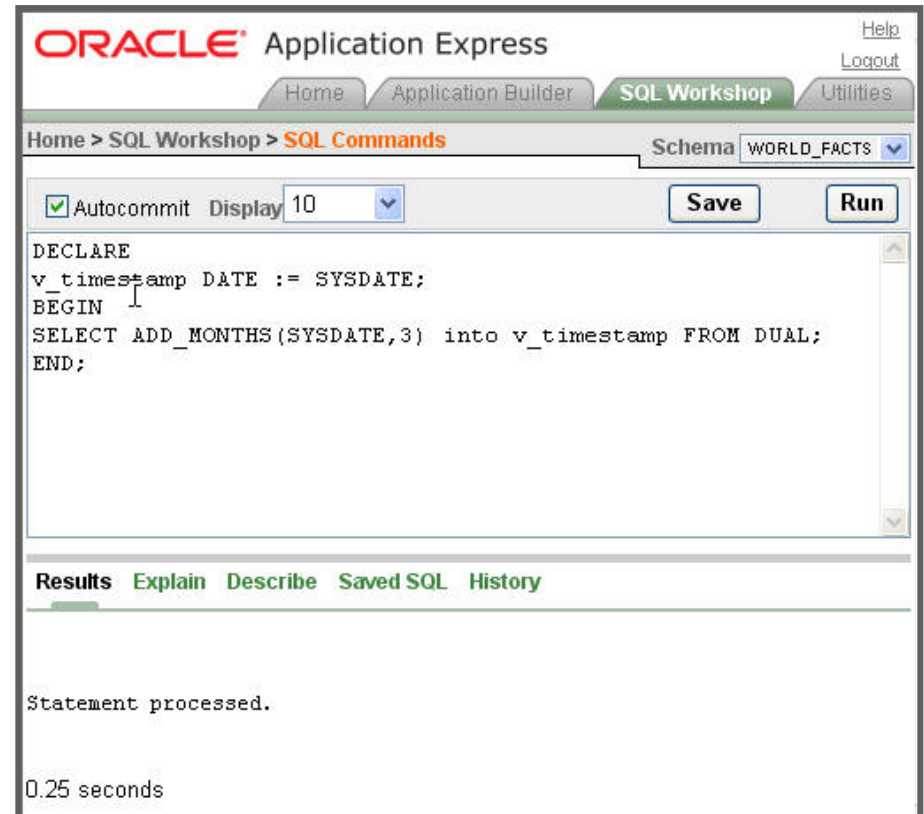 ORACLE Application Express
Help
Logout
Home Application Builder SQL Workshop Utilities
Home > SQL Workshop > SQL Commands
Schema WORLD_FACTS
Autocommit Display 10 Save Run
DECLARE
v_timestamp DATE := SYSDATE;
BEGIN
SELECT ADD_MONTHS(SYSDATE,3) into v_timestamp FROM DUAL;
END;
Results Explain Describe Saved SQL History
Statement processed.
0.25 seconds